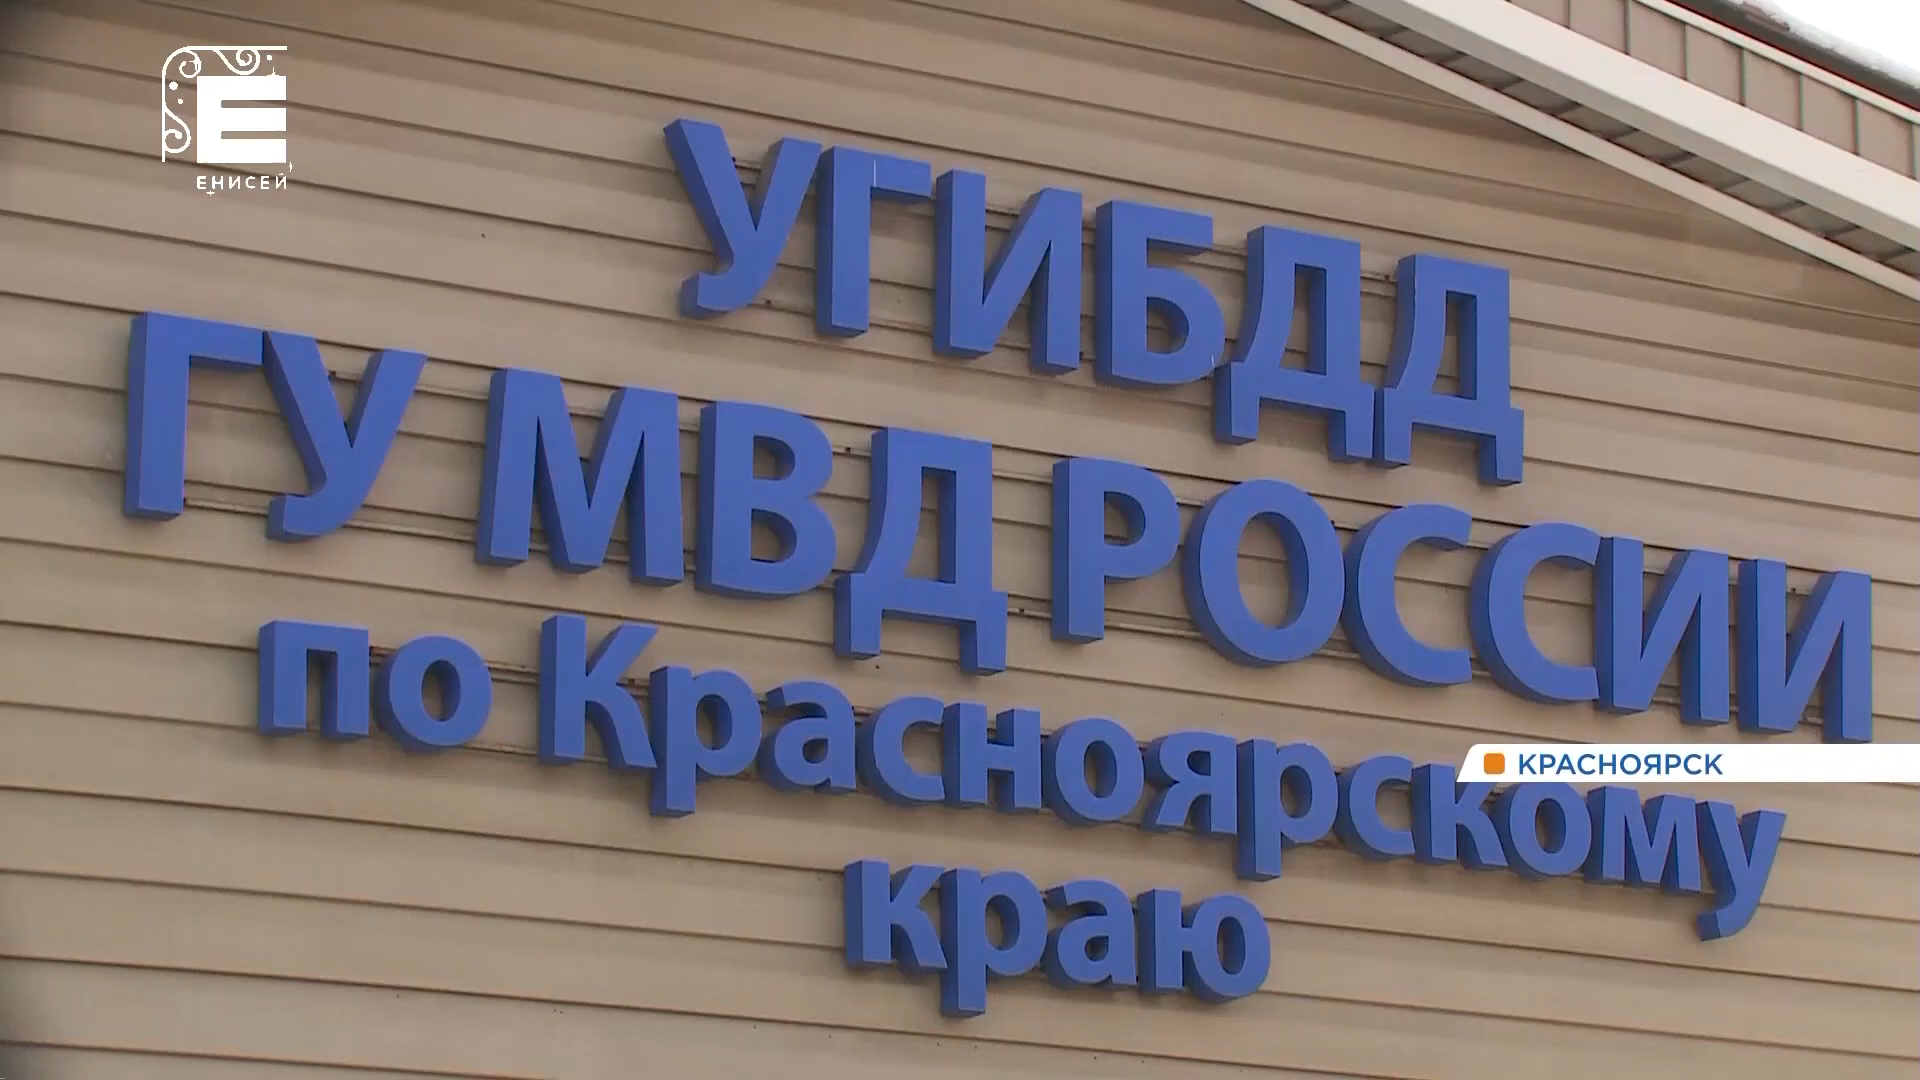 Е
ЕНИСЕЙ
УГИБДД
ГУ МВД РОССИИ
по Красноярскому
краю
КРАСНОЯРСК